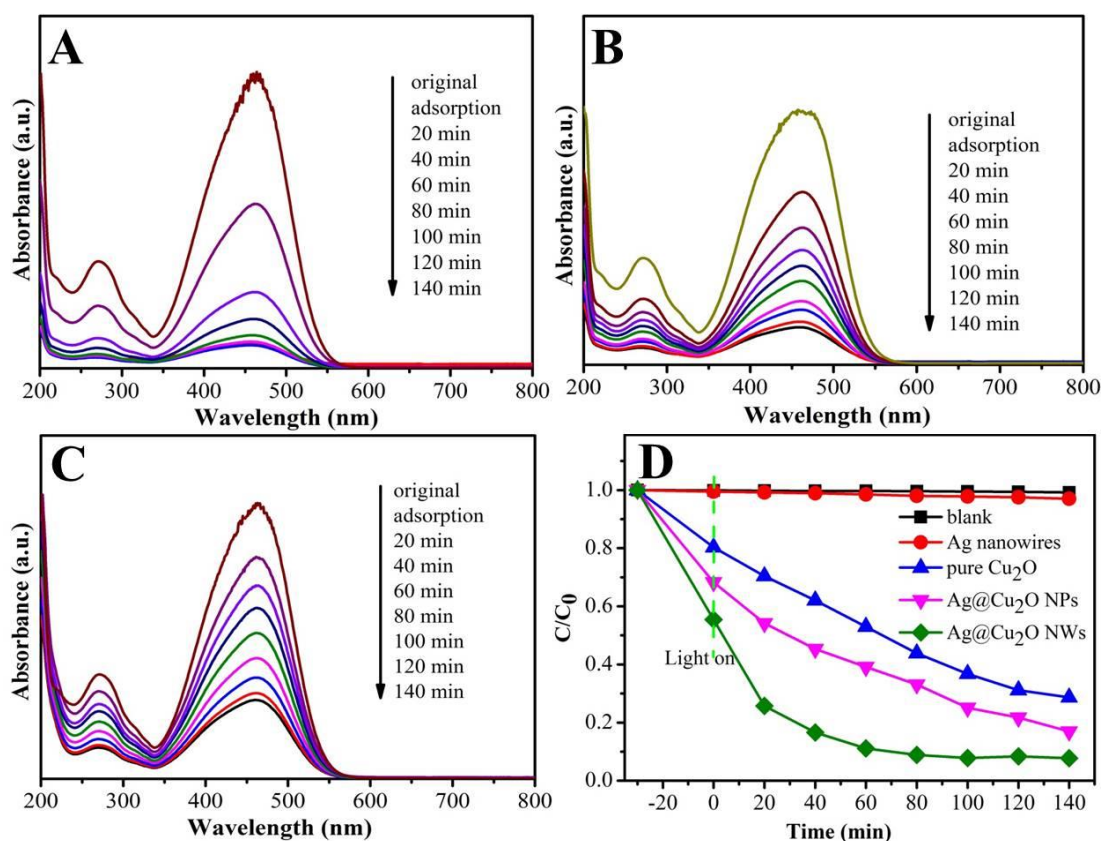 A
Absorbance (a.u.)
original
adsorption
20 min
40 min
60 min
80 min
100 min
120 min
140 min
200 300 400 500 600 700 800
Wavelength (nm)
B
Absorbance (a.u.)
original
adsorption
20 min
40 min
60 min
80 min
100 min
120 min
140 min
200 300 400 500 600 700 800
Wavelength (nm)
C
Absorbance (a.u.)
original
adsorption
20 min
40 min
60 min
80 min
100 min
120 min
140 min
200 300 400 500 600 700 800
Wavelength (nm)
D
C/C0
1.0
0.8
0.6
0.4
0.2
0.0
blank
Ag nanowires
pure Cu2O
Ag@Cu2O NPs
Ag@Cu2O NWs
Light on
-20 0 20 40 60 80 100 120 140
Time (min)